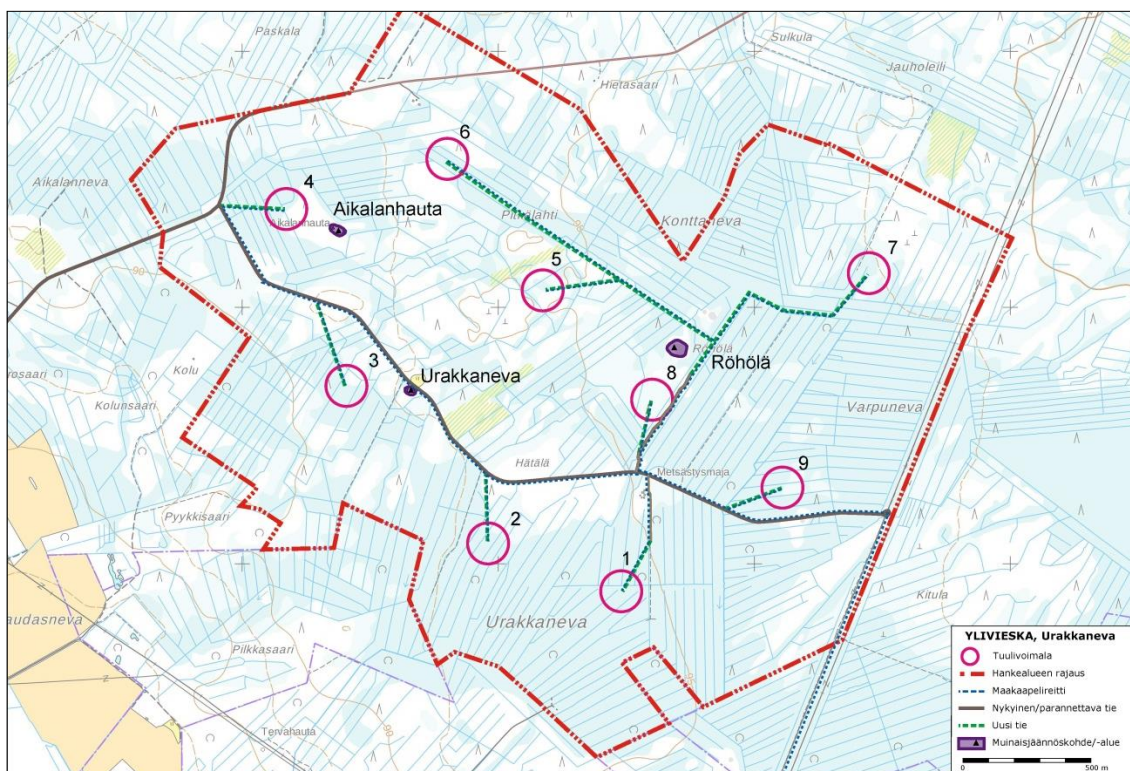 Paskala
Sulkula
Jauholeili
Hietasaari
6
Aikalanneva
4
Aikalanhauta
Aikalanhauta
Konttaneva
90
7
5
Röhölä
Röhölä
3
Kolu
8
Urakkaneva
Kolunsaari
Varpuneva
Hätälä
Metsästysmaja
9
Pyykkisaari
2
1
Urakkaneva
Kitula
Pilkkasaari
Tervahauta
YLIVIESKA, Urakkaneva
Tuulivoimala
Hankealueen rajaus
Maakaapelireitti
Nykyinen/parannettava tie
Uusi tie
Muinaisjäännöskohde/-alue
0 500 m